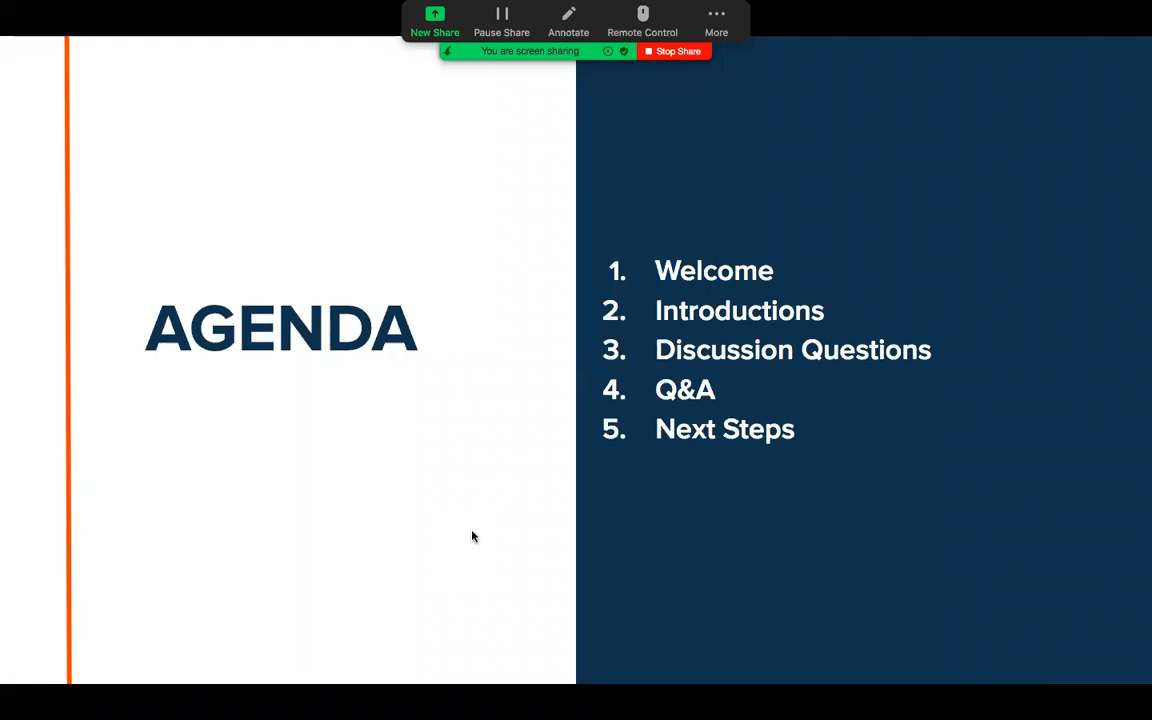 New Share Pause Share Annotate Remote Control More
You are screen sharing Stop Share
AGENDA
1. Welcome
2. Introductions
3. Discussion Questions
4. Q&A
5. Next Steps